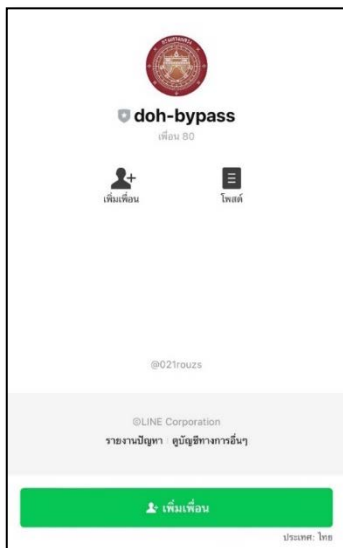 doh-bypass
เพื่อน 80
เพิ่มเพื่อน
โพสต์
@021rouzs
©LINE Corporation
รายงานปัญหา ดูบัญชีทางการอื่นๆ
เพิ่มเพื่อน
ประเทศ: ไทย